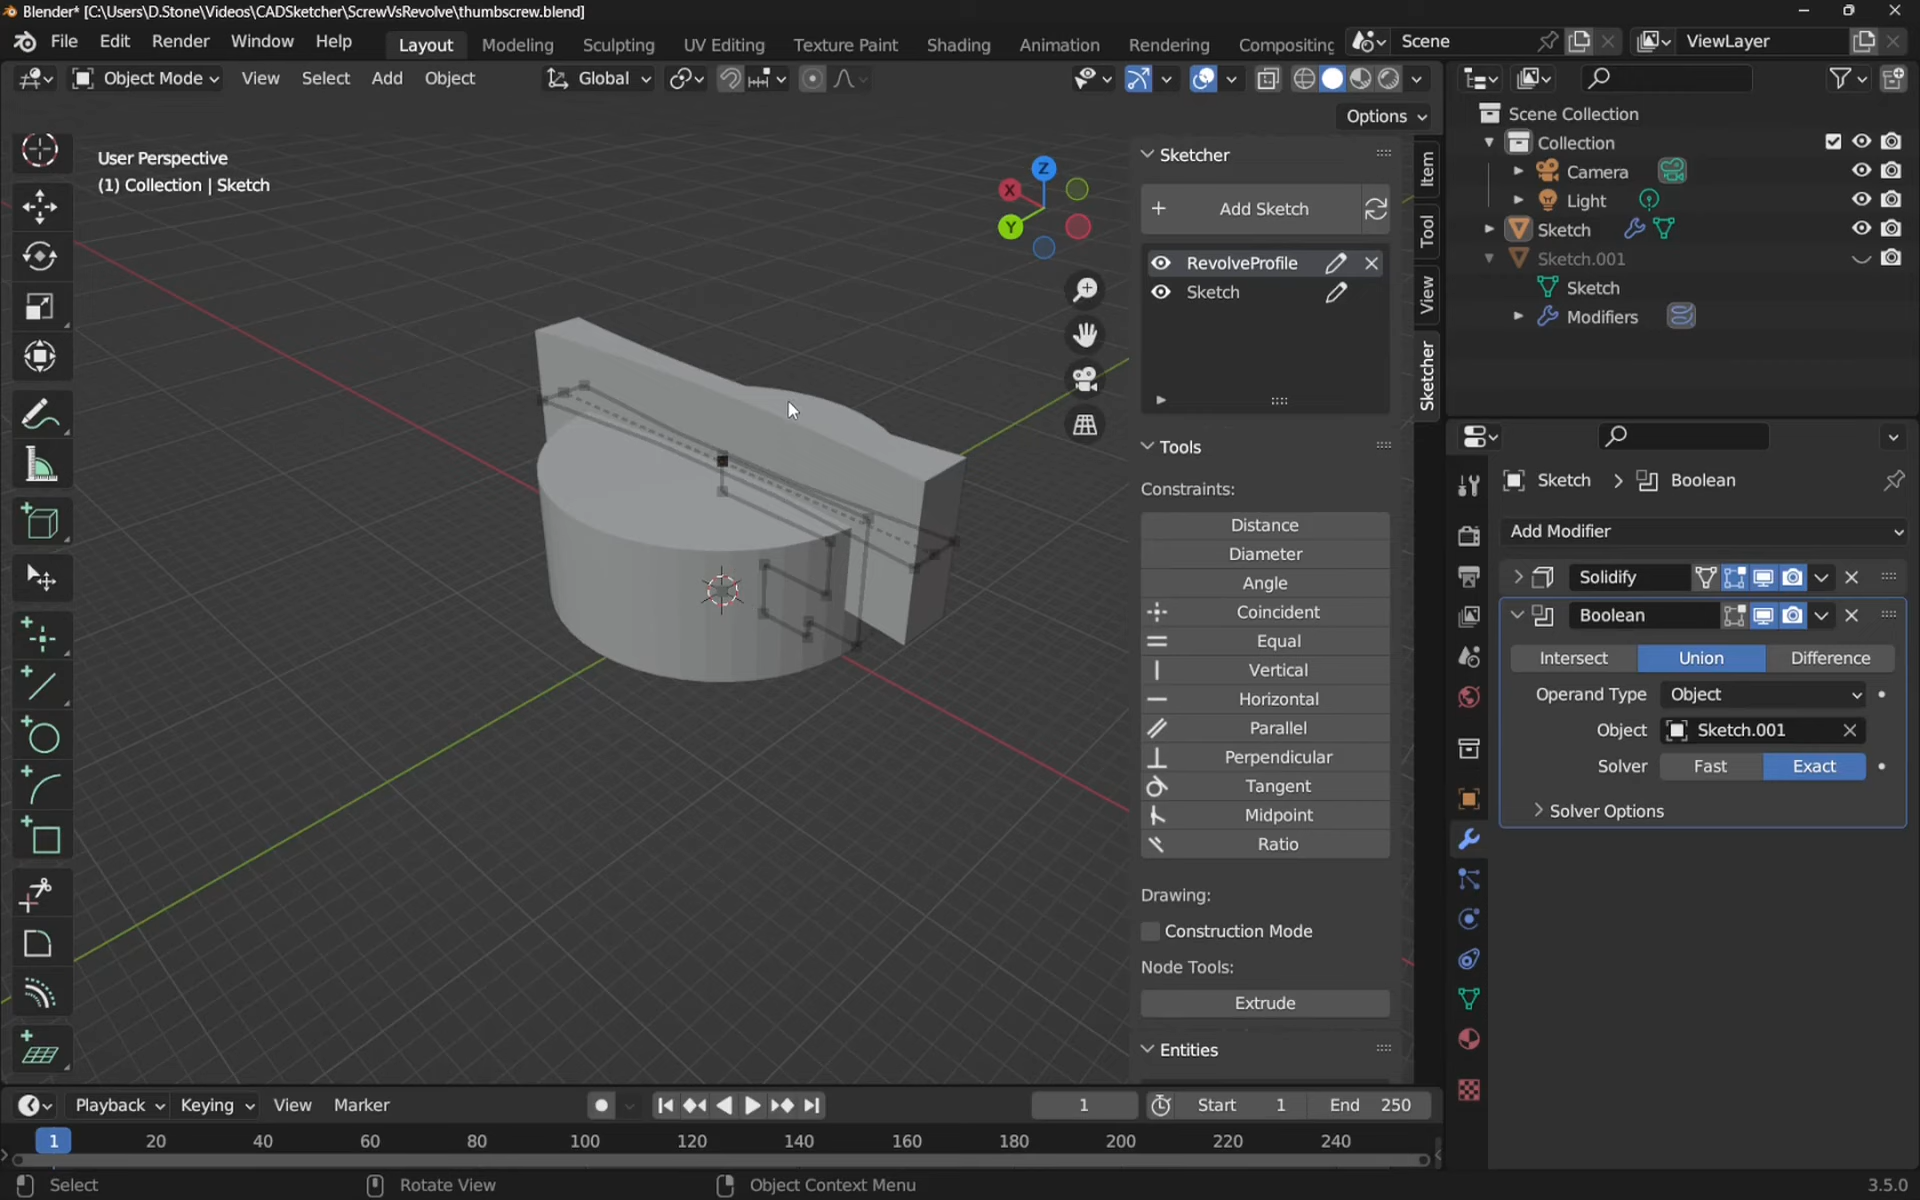 Blender* [C:\Users\D.Stone\Videos\CADSketcher\ScrewVsRevolve\thumbscrew.blend]
File Edit Render Window Help Layout Modeling Sculpting UV Editing Texture Paint Shading Animation Rendering Compositing Scene ViewLayer
Object Mode View Select Add Object Global
Options
User Perspective
(1) Collection | Sketch
Z
X
Y
Sketcher
Add Sketch
RevolveProfile
Sketch
Tools
Constraints:
Distance
Diameter
Angle
Coincident
Equal
Vertical
Horizontal
Parallel
Perpendicular
Tangent
Midpoint
Ratio
Drawing:
Construction Mode
Node Tools:
Extrude
Entities
Item
Tool
View
Sketcher
Scene Collection
Collection
Camera
Light
Sketch
Sketch.001
Sketch
Modifiers
Sketch > Boolean
Add Modifier
Solidify
Boolean
Intersect Union Difference
Operand Type Object
Object Sketch.001
Solver Fast Exact
Solver Options
Playback Keying View Marker 1 Start 1 End 250
1 20 40 60 80 100 120 140 160 180 200 220 240
Select Rotate View Object Context Menu 3.5.0